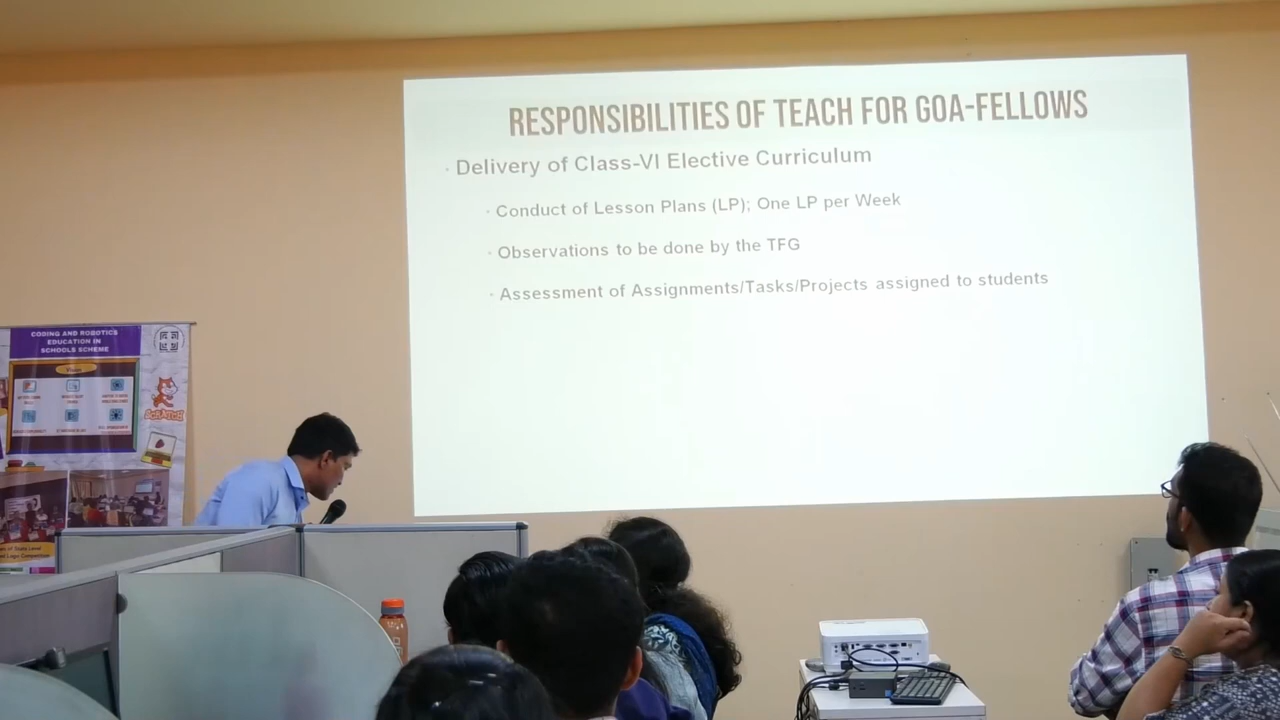 RESPONSIBILITIES OF TEACH FOR GOA-FELLOWS
Delivery of Class-VI Elective Curriculum
Conduct of Lesson Plans (LP); One LP per Week
Observations to be done by the TFG
Assessment of Assignments/Tasks/Projects assigned to students
CODING AND ROBOTICS
EDUCATION IN
SCHOOLS SCHEME
Vision
SCRATCH